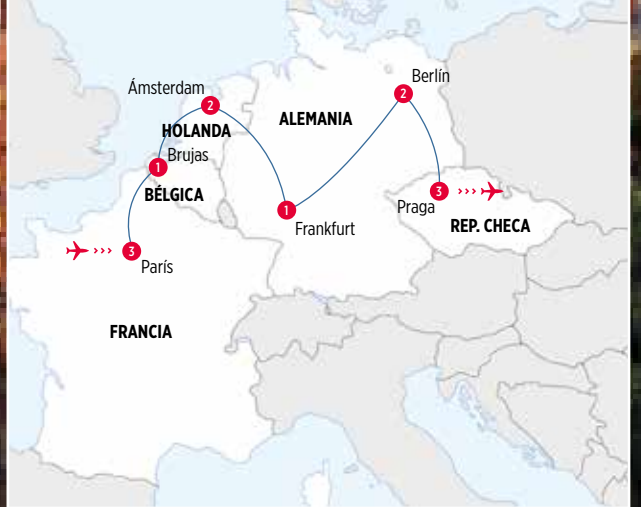 Berlín
2
Ámsterdam
2
ALEMANIA
HOLANDA
Brujas
1
BÉLGICA
1
Frankfurt
Praga
3
REP. CHECA
3
París
FRANCIA